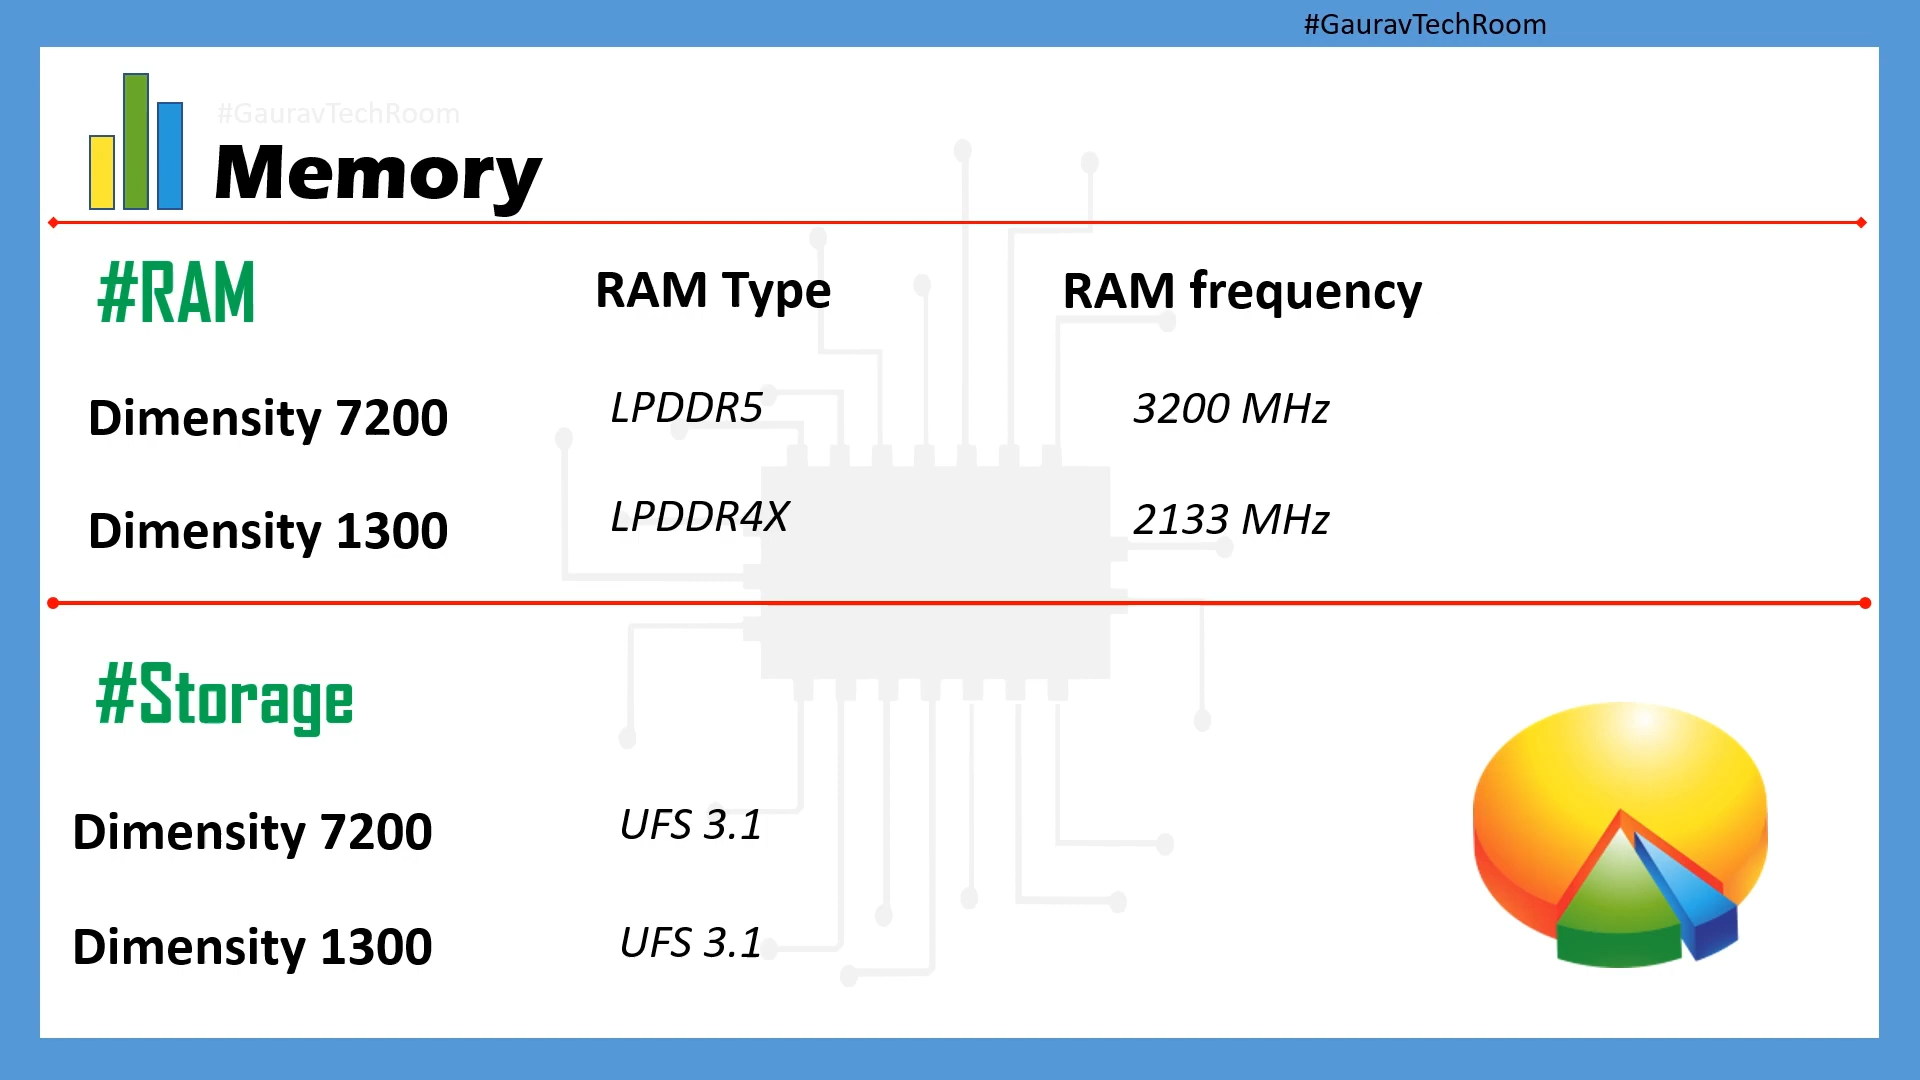 #GauravTechRoom
#GauravTechRoom
Memory
#RAM RAM Type RAM frequency
Dimensity 7200 LPDDR5 3200 MHz
Dimensity 1300 LPDDR4X 2133 MHz
#Storage
Dimensity 7200 UFS 3.1
Dimensity 1300 UFS 3.1